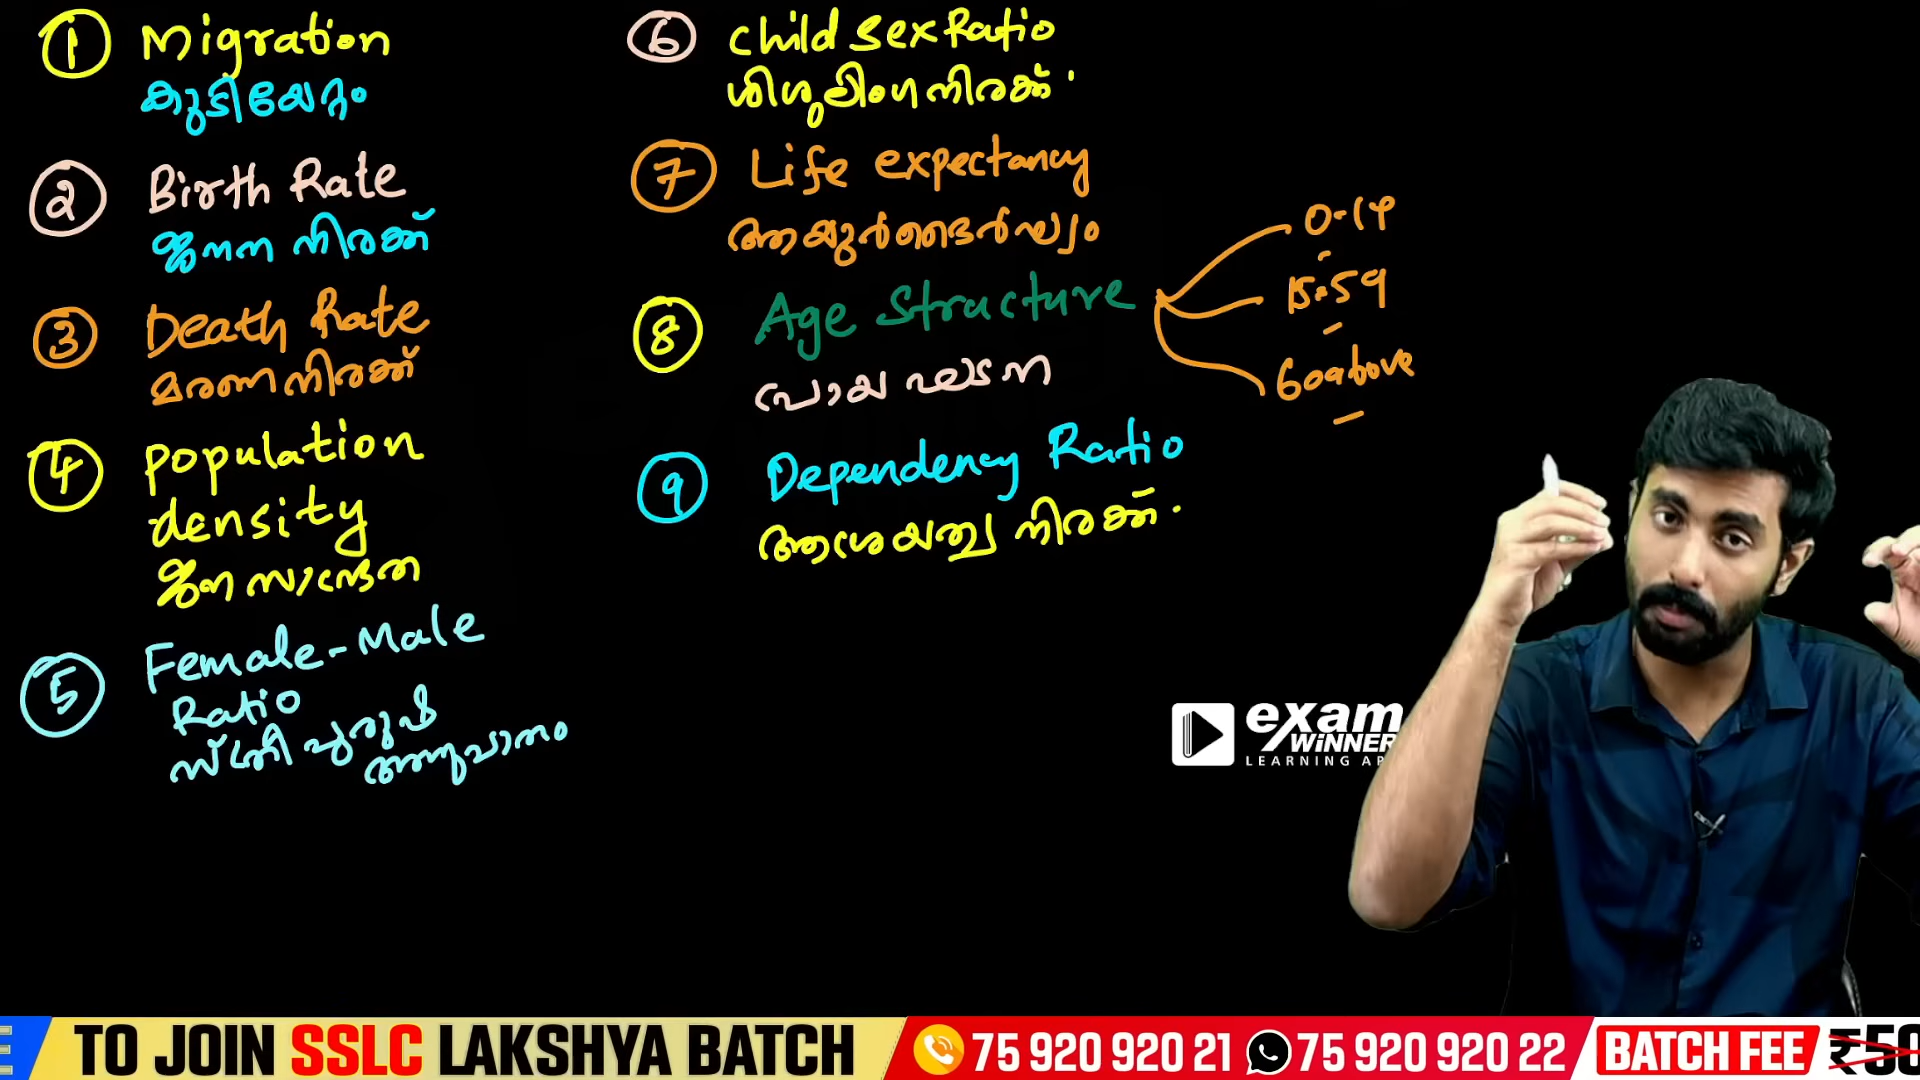 1 Migration
കുടിയേറ്റം
2 Birth Rate
ജനന നിരക്ക്
3 Death Rate
മരണനിരക്ക്
4 Population
density
ജനസാന്ദ്രത
5 Female-Male
Ratio
സ്ത്രീ പുരുഷ
അനുപാതം
6 child sex Ratio
ശിശുലിംഗനിരക്ക്
7 Life expectancy
ആയുർദൈർഘ്യം
8 Age Structure
പ്രായ ഘടന
0-14
15-59
60 above
9 Dependency Ratio
ആശ്രയത്വ നിരക്ക്.
eXam
WiNNER
LEARNING AP
E TO JOIN SSLC LAKSHYA BATCH 75 920 920 21 75 920 920 22 BATCH FEE ₹50